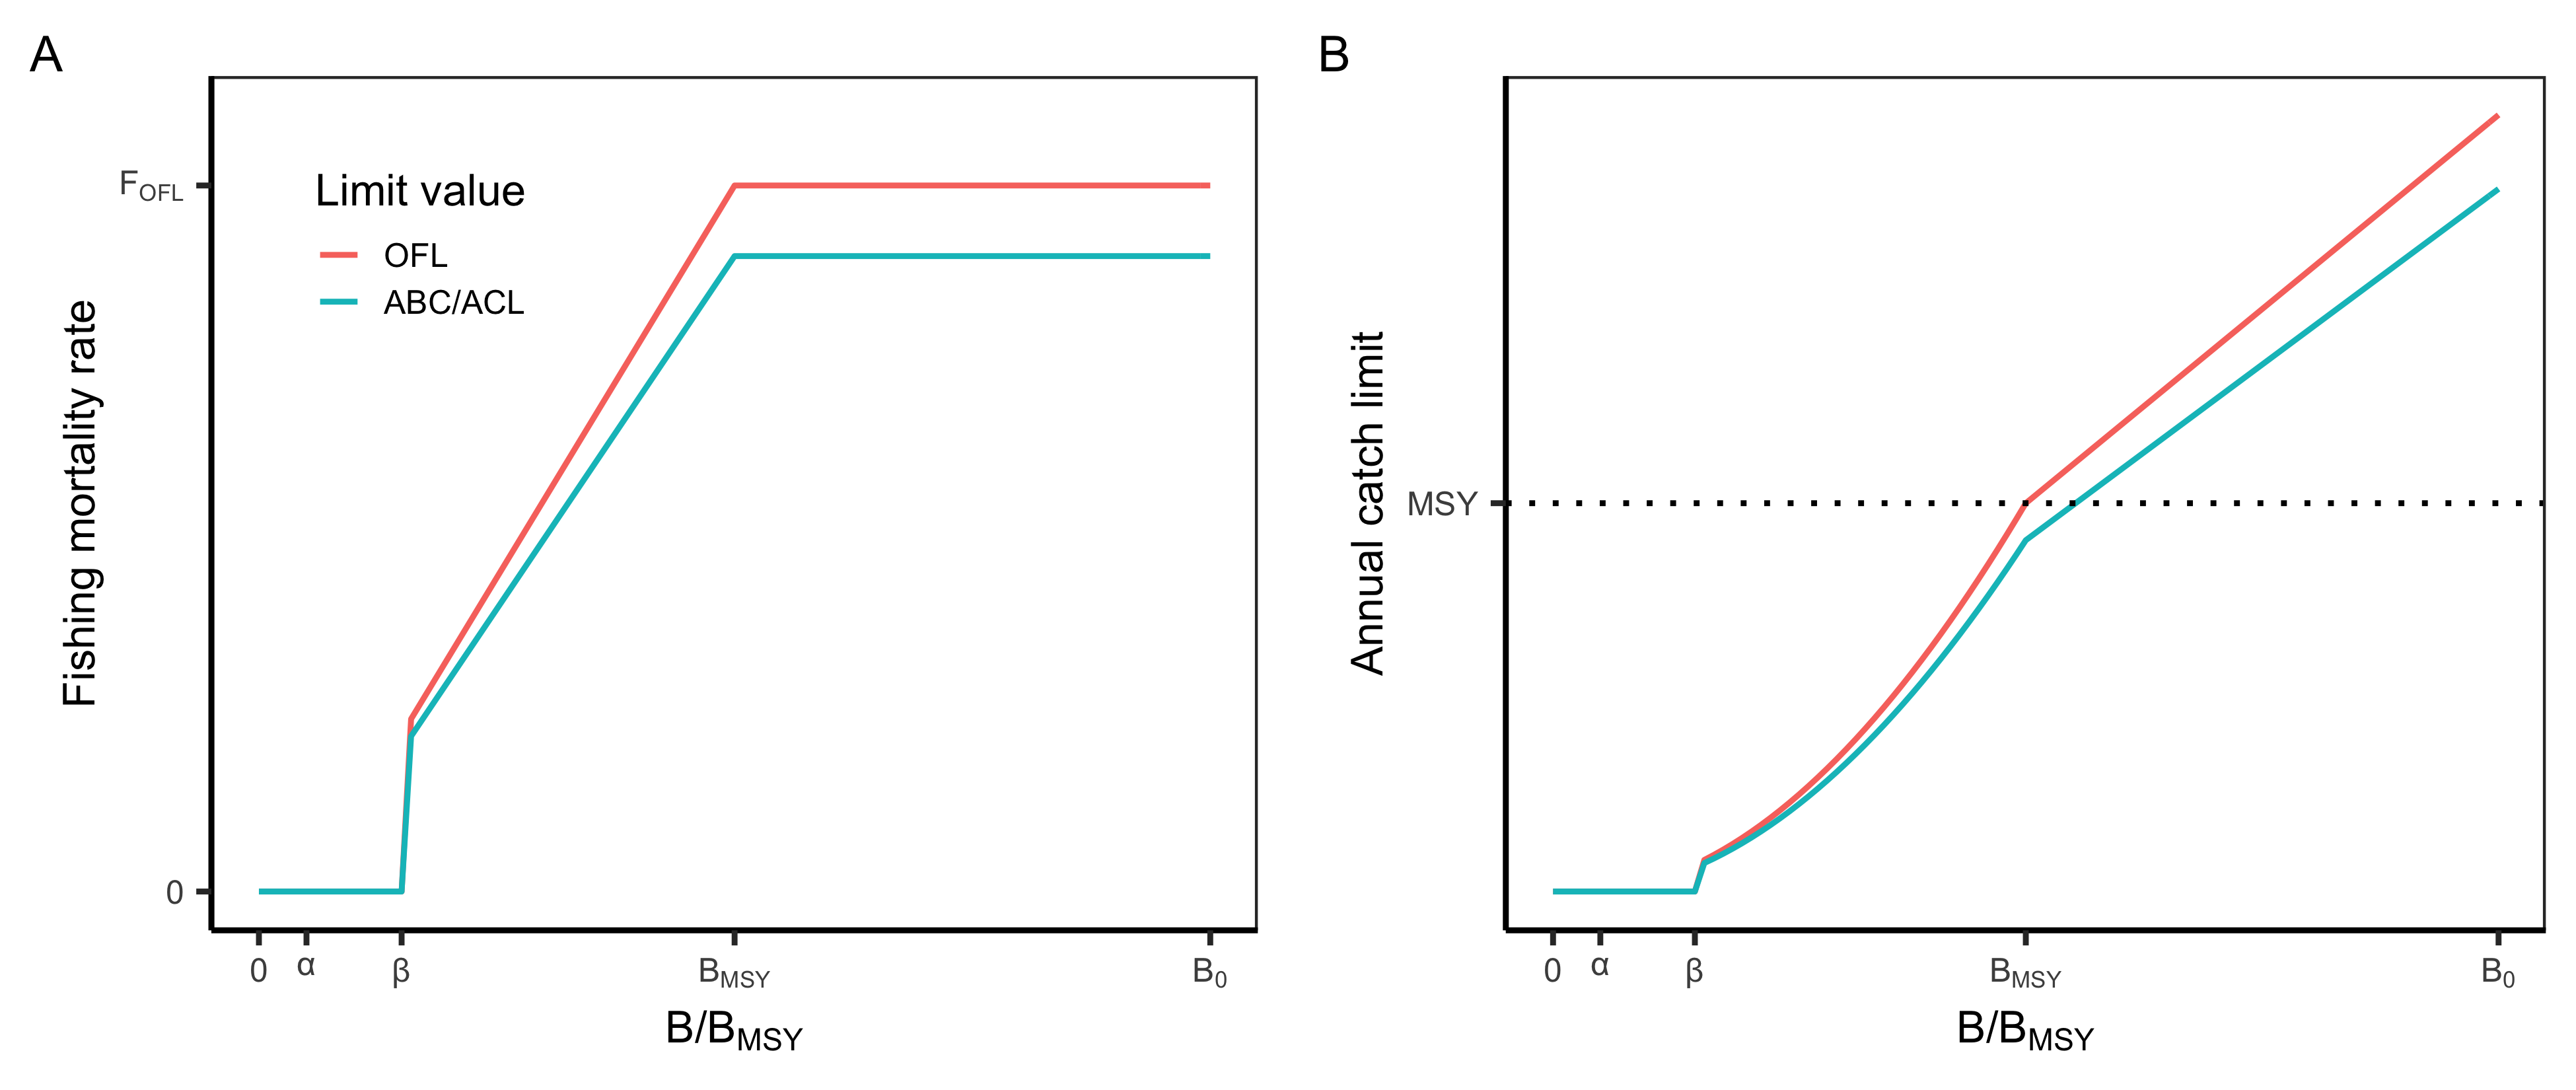 A
Fishing mortality rate
F_OFL
0
Limit value
OFL
ABC/ACL
0 α β B_MSY B_0
B/B_MSY
B
Annual catch limit
MSY
0 α β B_MSY B_0
B/B_MSY